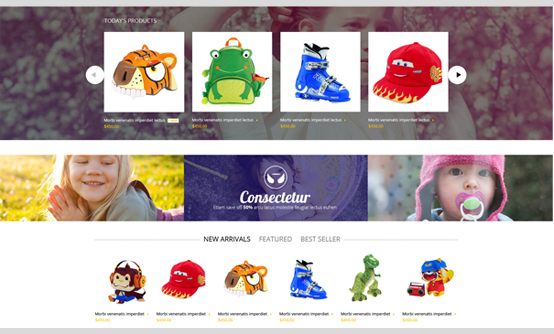 TODAY'S PRODUCTS
Morbi venenatis imperdiet lectus
$450.00
Morbi venenatis imperdiet lectus
$450.00
Morbi venenatis imperdiet lectus
$450.00
Morbi venenatis imperdiet lectus
$450.00
Consectetur
Etiam save off 50% arcu lacus molestie feugiat lectus euhen
NEW ARRIVALS FEATURED BEST SELLER
Morbi venenatis imperdiet
$450.00
Morbi venenatis imperdiet
$450.00
Morbi venenatis imperdiet
$450.00
Morbi venenatis imperdiet
$450.00
Morbi venenatis imperdiet
$450.00
Morbi venenatis imperdiet
$450.00